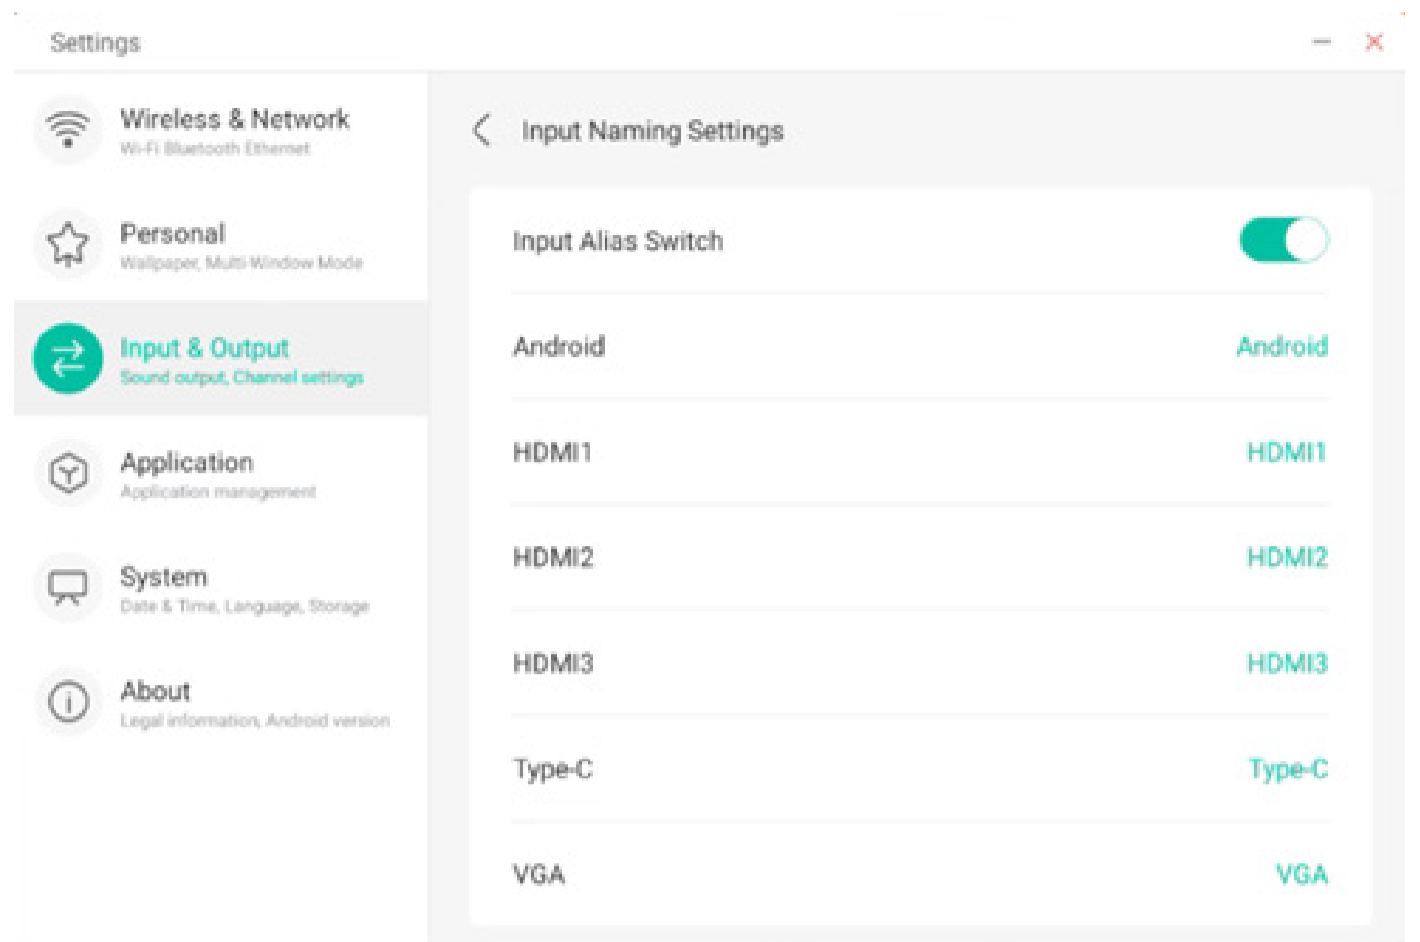 Settings
Wireless & Network
Wi-Fi Bluetooth Ethernet
Personal
Wallpaper, Multi-Window Mode
Input & Output
Sound output, Channel settings
Application
Application management
System
Date & Time, Language, Storage
About
Legal information, Android version
Input Naming Settings
Input Alias Switch
Android Android
HDMI1 HDMI1
HDMI2 HDMI2
HDMI3 HDMI3
Type-C Type-C
VGA VGA